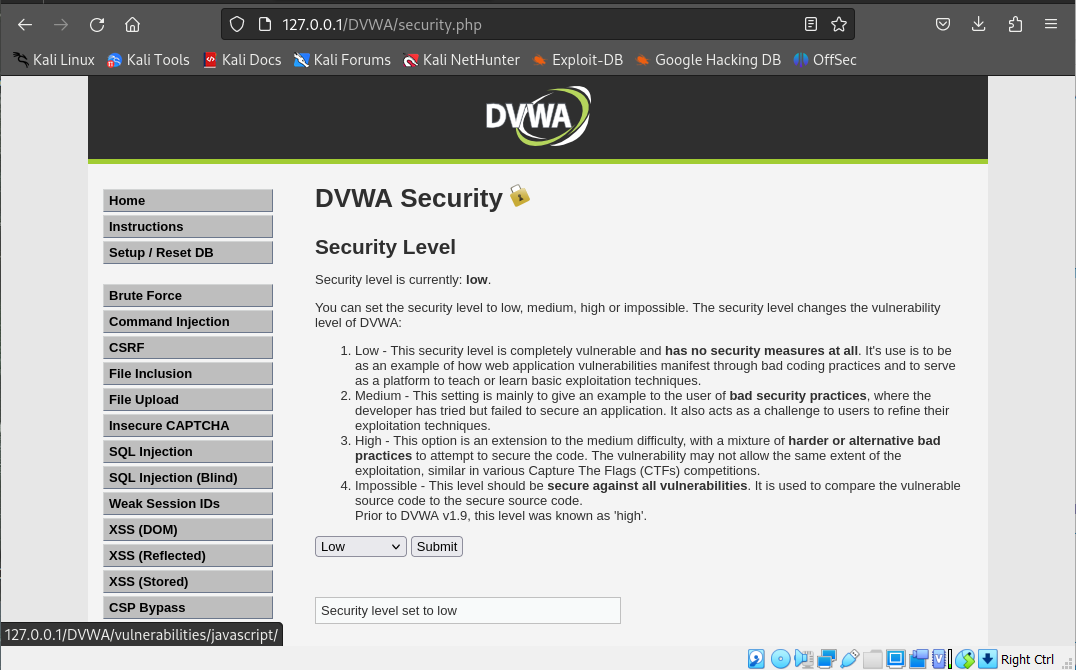 127.0.0.1/DVWA/security.php
Kali Linux Kali Tools Kali Docs Kali Forums Kali NetHunter Exploit-DB Google Hacking DB OffSec
DVWA
Home
Instructions
Setup / Reset DB
Brute Force
Command Injection
CSRF
File Inclusion
File Upload
Insecure CAPTCHA
SQL Injection
SQL Injection (Blind)
Weak Session IDs
XSS (DOM)
XSS (Reflected)
XSS (Stored)
CSP Bypass
DVWA Security
Security Level
Security level is currently: low.
You can set the security level to low, medium, high or impossible. The security level changes the vulnerability
level of DVWA:
1. Low - This security level is completely vulnerable and has no security measures at all. It's use is to be
as an example of how web application vulnerabilities manifest through bad coding practices and to serve
as a platform to teach or learn basic exploitation techniques.
2. Medium - This setting is mainly to give an example to the user of bad security practices, where the
developer has tried but failed to secure an application. It also acts as a challenge to users to refine their
exploitation techniques.
3. High - This option is an extension to the medium difficulty, with a mixture of harder or alternative bad
practices to attempt to secure the code. The vulnerability may not allow the same extent of the
exploitation, similar in various Capture The Flags (CTFs) competitions.
4. Impossible - This level should be secure against all vulnerabilities. It is used to compare the vulnerable
source code to the secure source code.
Prior to DVWA v1.9, this level was known as 'high'.
Low Submit
Security level set to low
127.0.0.1/DVWA/vulnerabilities/javascript/
Right Ctrl